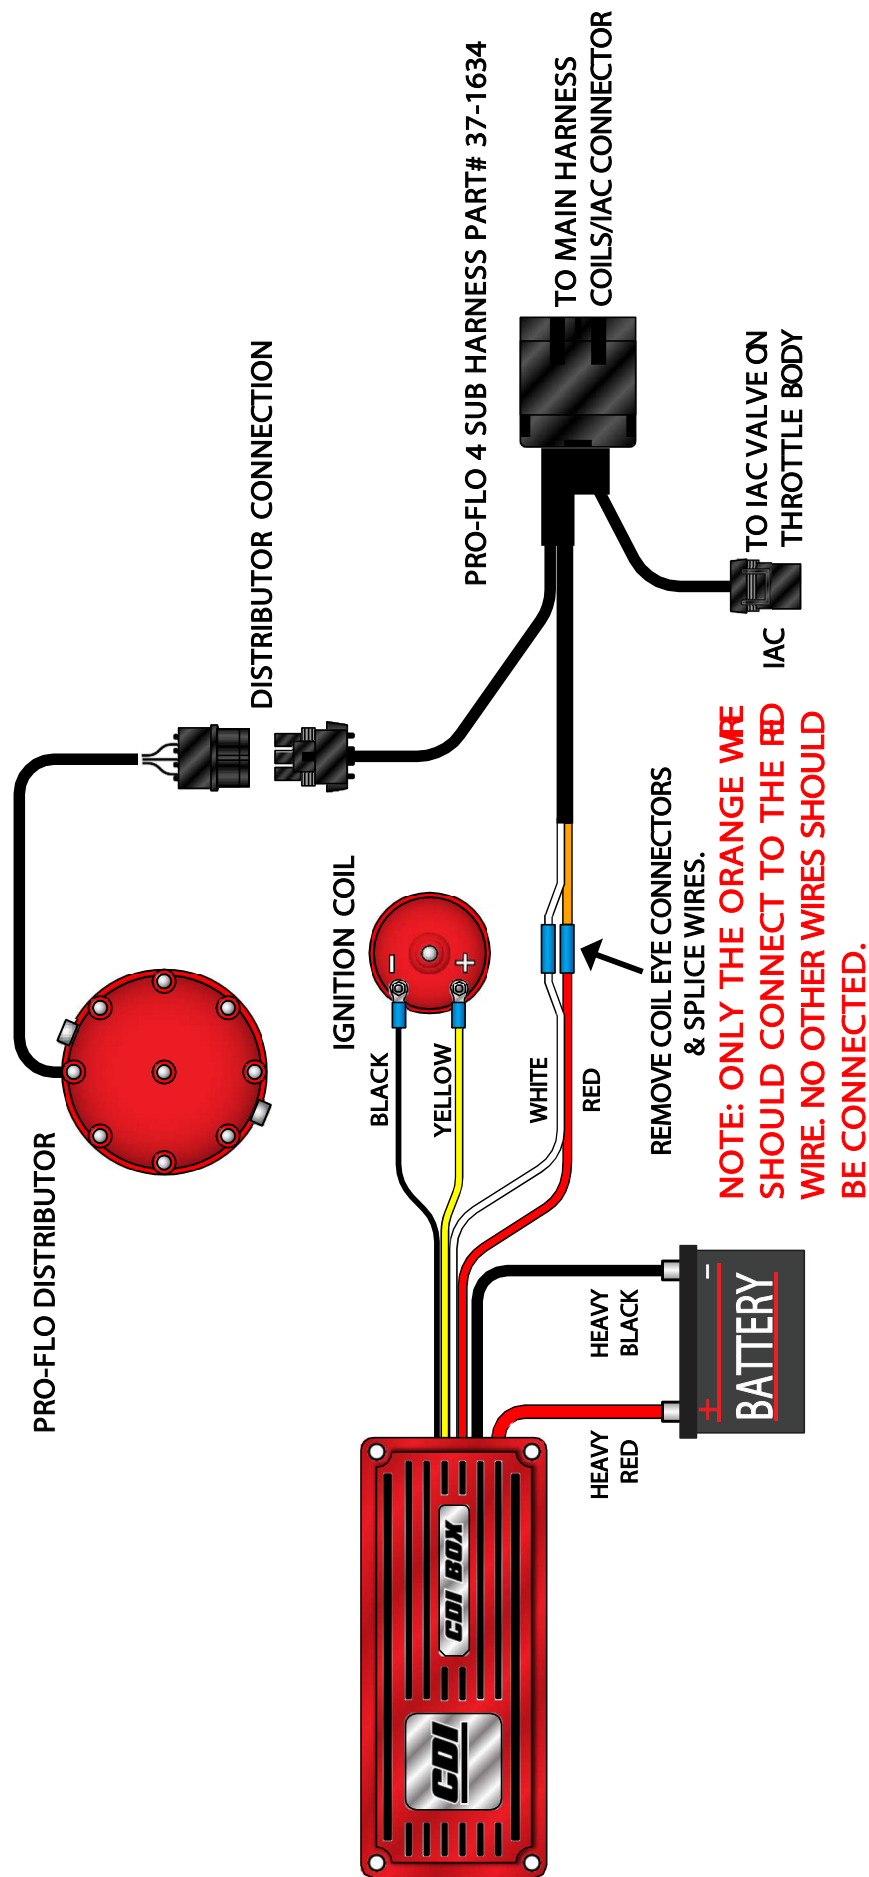 PRO-FLO DISTRIBUTOR
DISTRIBUTOR CONNECTION
IGNITION COIL
-
+
BLACK
YELLOW
WHITE
RED
PRO-FLO 4 SUB HARNESS PART# 37-1634
TO MAIN HARNESS
COILS/IAC CONNECTOR
TO IAC VALVE ON
THROTTLE BODY
IAC
REMOVE COIL EYE CONNECTORS
& SPLICE WIRES.
NOTE: ONLY THE ORANGE WIRE
SHOULD CONNECT TO THE RED
WIRE. NO OTHER WIRES SHOULD
BE CONNECTED.
CDI
CDI BOX
HEAVY
RED
HEAVY
BLACK
+
-
BATTERY